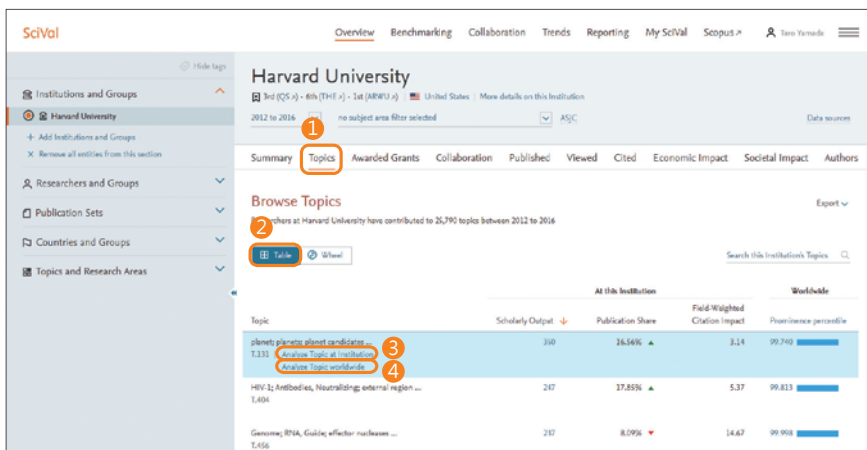 SciVal
Overview Benchmarking Collaboration Trends Reporting My SciVal Scopus ↗ Taro Yamada
Hide tags
Institutions and Groups
Harvard University
+ Add Institutions and Groups
× Remove all entities from this section
Researchers and Groups
Publication Sets
Countries and Groups
Topics and Research Areas
Harvard University
3rd (QS ↗) - 6th (THE ↗) - 1st (ARWU ↗) | United States | More details on this Institution
2012 to 2016 no subject area filter selected ASJC Data sources
1
Summary Topics Awarded Grants Collaboration Published Viewed Cited Economic Impact Societal Impact Authors
Browse Topics
Export
Researchers at Harvard University have contributed to 25,790 topics between 2012 to 2016
2
Table Wheel
Search this Institution's Topics
At this Institution Worldwide
Topic Scholarly Output ↓ Publication Share Field-Weighted Citation Impact Prominence percentile
planet; planets; planet candidates ... 350 16.56% ▲ 3.14 99.740
T.131 Analyze Topic at Institution 3
Analyze Topic worldwide 4
HIV-1; Antibodies, Neutralizing; external region ... 247 17.85% ▲ 5.37 99.813
T.404
Genome; RNA, Guide; effector nucleases ... 237 8.09% ▼ 14.67 99.998
T.456